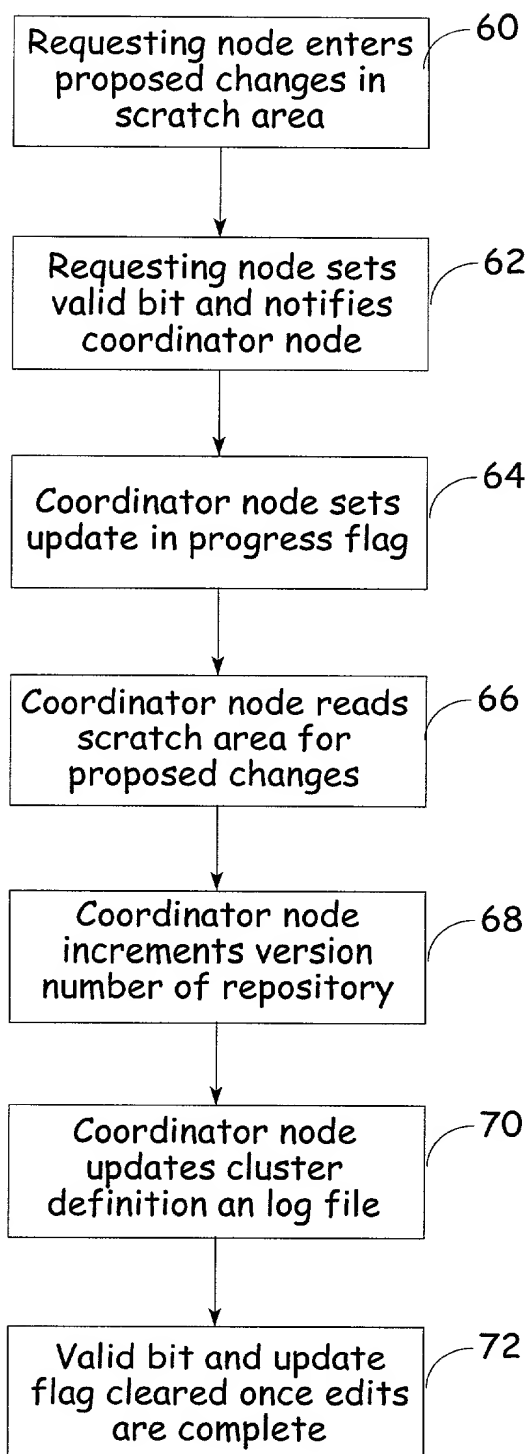 Requesting node enters
proposed changes in
scratch area
60
Requesting node sets
valid bit and notifies
coordinator node
62
Coordinator node sets
update in progress flag
64
Coordinator node reads
scratch area for
proposed changes
66
Coordinator node
increments version
number of repository
68
Coordinator node
updates cluster
definition an log file
70
Valid bit and update
flag cleared once edits
are complete
72